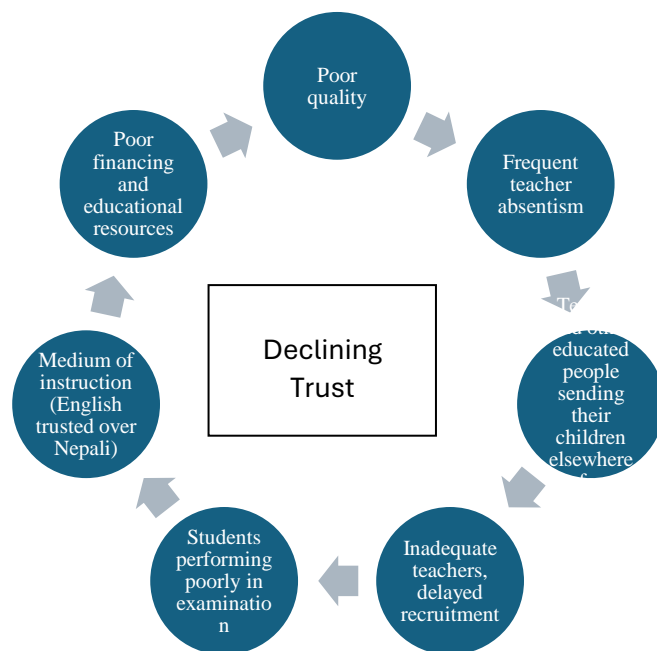 Poor
quality
Frequent
teacher
absentism
educated
people
sending
their
children
elsewhere
Inadequate
teachers,
delayed
recruitment
Students
performing
poorly in
examinatio
n
Medium of
instruction
(English
trusted over
Nepali)
Poor
financing
and
educational
resources
Declining
Trust